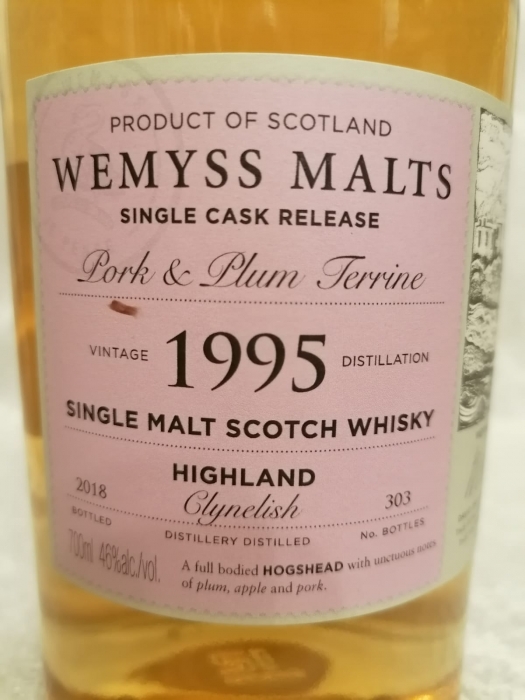 PRODUCT OF SCOTLAND
WEMYSS MALTS
SINGLE CASK RELEASE
Pork & Plum Terrine
VINTAGE 1995 DISTILLATION
SINGLE MALT SCOTCH WHISKY
HIGHLAND
2018 Clynelish 303
BOTTLED DISTILLERY DISTILLED No. BOTTLES
700ml 46%alc/vol.
A full bodied HOGSHEAD with unctuous notes
of plum, apple and pork.